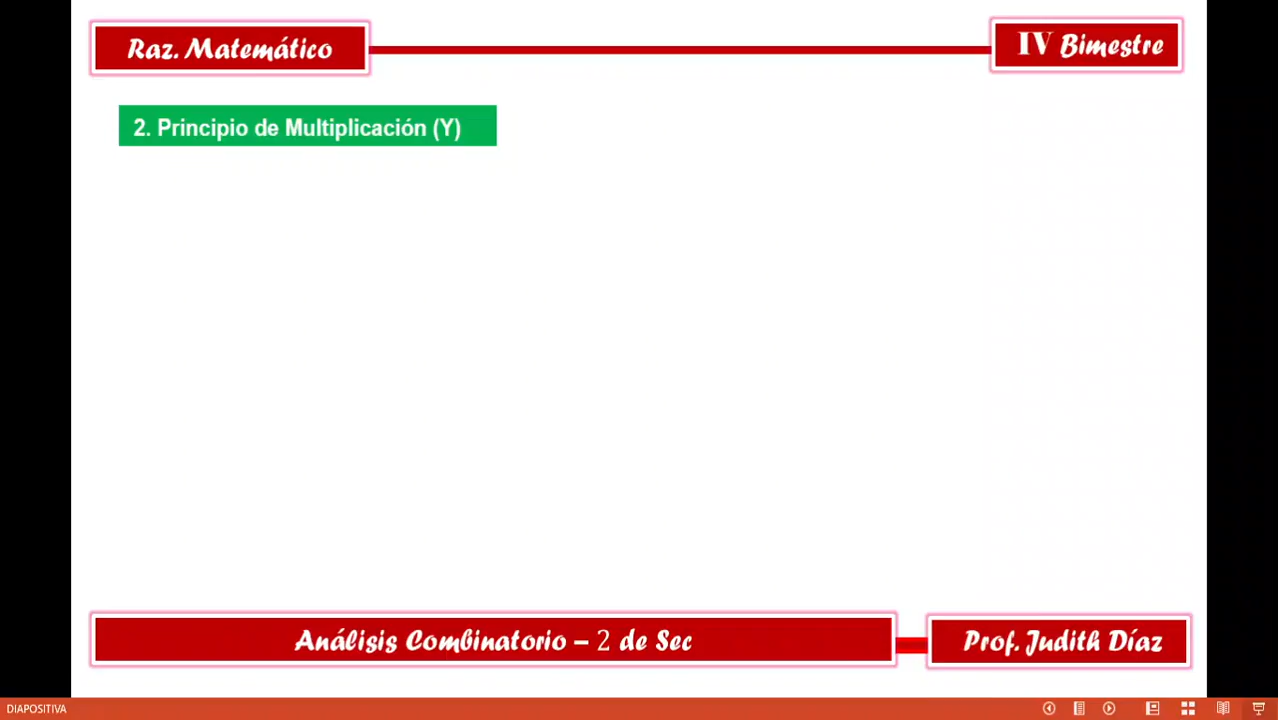 Raz. Matemático
IV Bimestre
2. Principio de Multiplicación (Y)
Análisis Combinatorio – 2 de Sec
Prof. Judith Díaz
DIAPOSITIVA